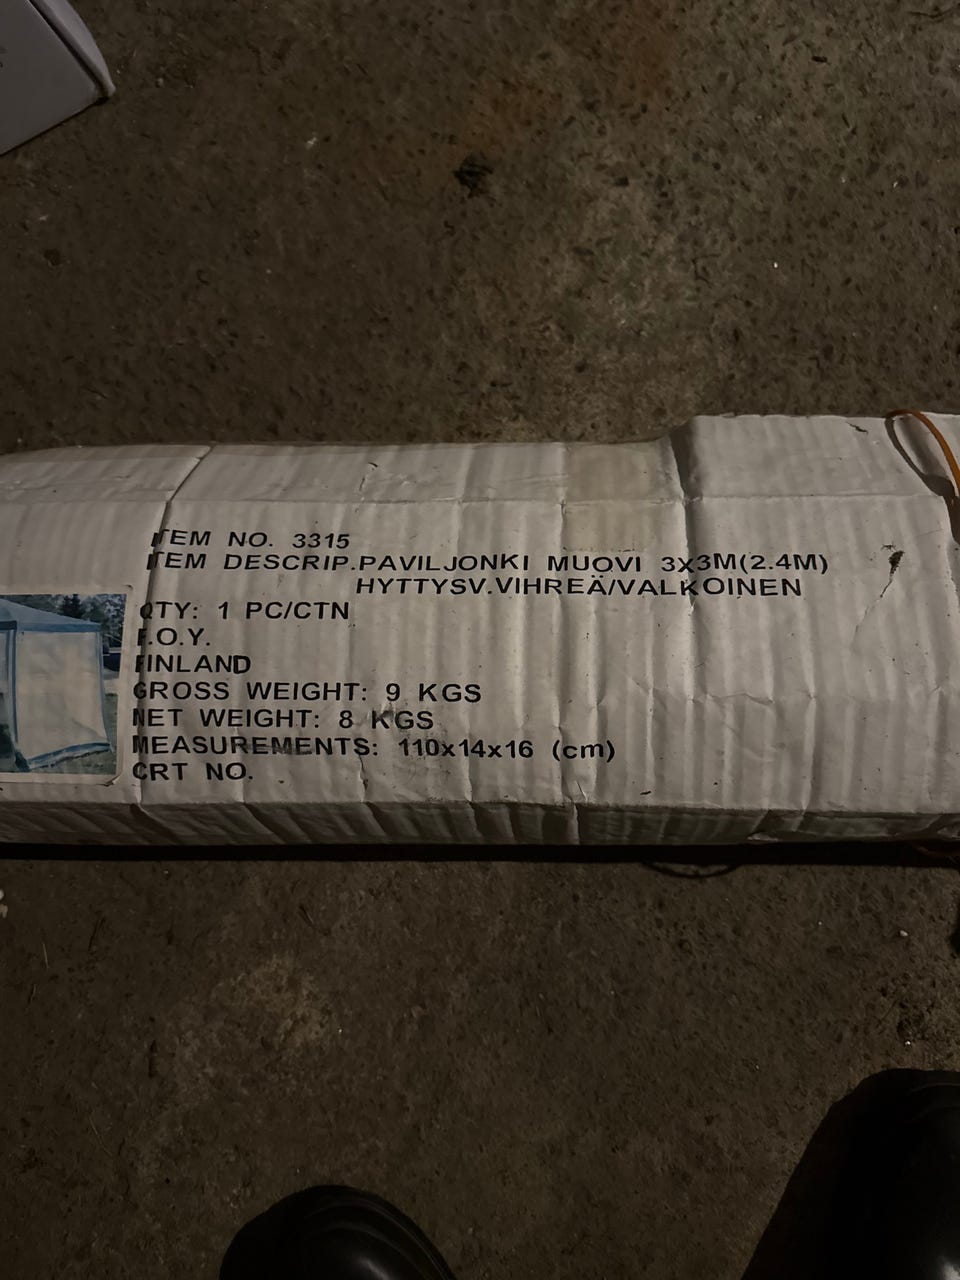 ITEM NO. 3315
ITEM DESCRIP.PAVILJONKI MUOVI 3X3M(2.4M)
HYTTYSV.VIHREÄ/VALKOINEN
QTY: 1 PC/CTN
F.O.Y.
FINLAND
GROSS WEIGHT: 9 KGS
NET WEIGHT: 8 KGS
MEASUREMENTS: 110x14x16 (cm)
CRT NO.